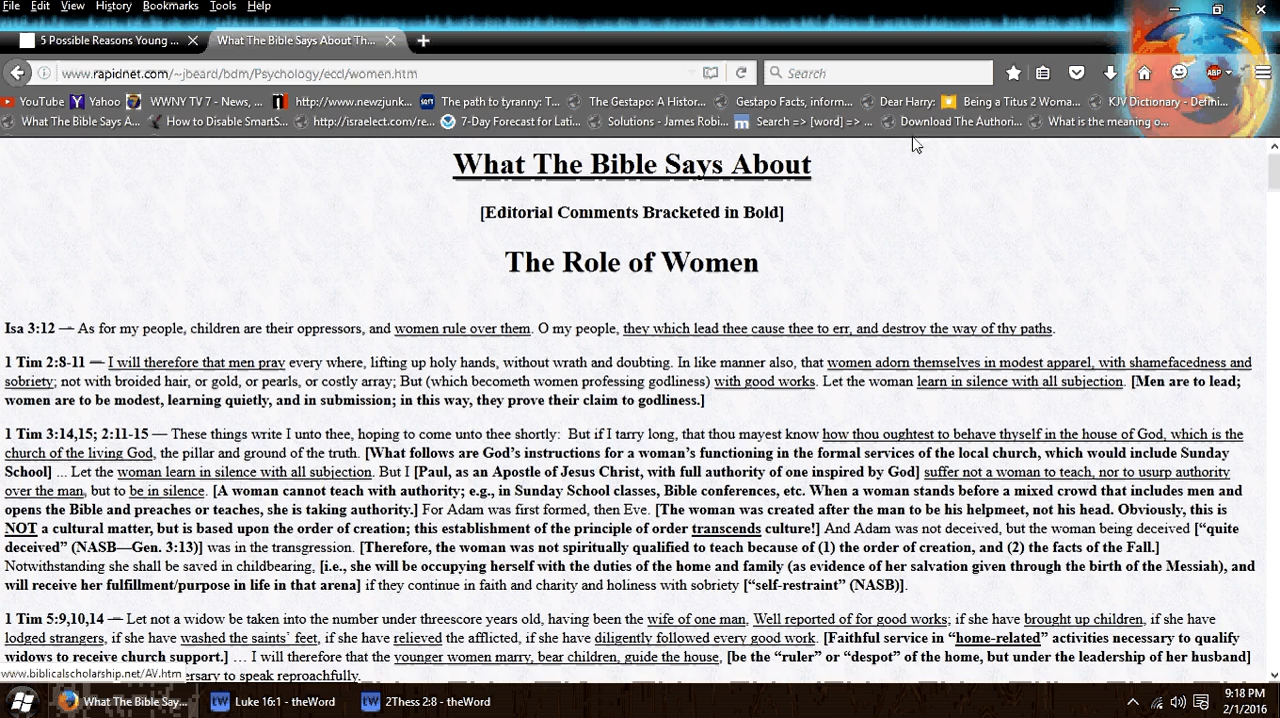 File Edit View History Bookmarks Tools Help
5 Possible Reasons Young ... What The Bible Says About Th...
www.rapidnet.com/~jbeard/bdm/Psychology/eccl/women.htm Search
YouTube Yahoo WWNY TV 7 - News, ... http://www.newzjunk... The path to tyranny: T... The Gestapo: A Histor... Gestapo Facts, inform... Dear Harry: Being a Titus 2 Woma... KJV Dictionary - Defini...
What The Bible Says A... How to Disable SmartS... http://israelect.com/re... 7-Day Forecast for Lati... Solutions - James Robi... Search => [word] => ... Download The Authori... What is the meaning o...
What The Bible Says About
[Editorial Comments Bracketed in Bold]
The Role of Women
Isa 3:12 — As for my people, children are their oppressors, and women rule over them. O my people, they which lead thee cause thee to err, and destroy the way of thy paths.
1 Tim 2:8-11 — I will therefore that men pray every where, lifting up holy hands, without wrath and doubting. In like manner also, that women adorn themselves in modest apparel, with shamefacedness and
sobriety; not with broided hair, or gold, or pearls, or costly array; But (which becometh women professing godliness) with good works. Let the woman learn in silence with all subjection. [Men are to lead;
women are to be modest, learning quietly, and in submission; in this way, they prove their claim to godliness.]
1 Tim 3:14,15; 2:11-15 — These things write I unto thee, hoping to come unto thee shortly: But if I tarry long, that thou mayest know how thou oughtest to behave thyself in the house of God, which is the
church of the living God, the pillar and ground of the truth. [What follows are God's instructions for a woman's functioning in the formal services of the local church, which would include Sunday
School] ... Let the woman learn in silence with all subjection. But I [Paul, as an Apostle of Jesus Christ, with full authority of one inspired by God] suffer not a woman to teach, nor to usurp authority
over the man, but to be in silence. [A woman cannot teach with authority; e.g., in Sunday School classes, Bible conferences, etc. When a woman stands before a mixed crowd that includes men and
opens the Bible and preaches or teaches, she is taking authority.] For Adam was first formed, then Eve. [The woman was created after the man to be his helpmeet, not his head. Obviously, this is
NOT a cultural matter, but is based upon the order of creation; this establishment of the principle of order transcends culture!] And Adam was not deceived, but the woman being deceived ["quite
deceived" (NASB—Gen. 3:13)] was in the transgression. [Therefore, the woman was not spiritually qualified to teach because of (1) the order of creation, and (2) the facts of the Fall.]
Notwithstanding she shall be saved in childbearing, [i.e., she will be occupying herself with the duties of the home and family (as evidence of her salvation given through the birth of the Messiah), and
will receive her fulfillment/purpose in life in that arena] if they continue in faith and charity and holiness with sobriety ["self-restraint" (NASB)].
1 Tim 5:9,10,14 — Let not a widow be taken into the number under threescore years old, having been the wife of one man, Well reported of for good works; if she have brought up children, if she have
lodged strangers, if she have washed the saints' feet, if she have relieved the afflicted, if she have diligently followed every good work. [Faithful service in "home-related" activities necessary to qualify
widows to receive church support.] ... I will therefore that the younger women marry, bear children, guide the house, [be the "ruler" or "despot" of the home, but under the leadership of her husband]
www.biblicalscholarship.net/AV.htm ersary to speak reproachfully.
What The Bible Say... Luke 16:1 - theWord 2Thess 2:8 - theWord 9:18 PM
2/1/2016